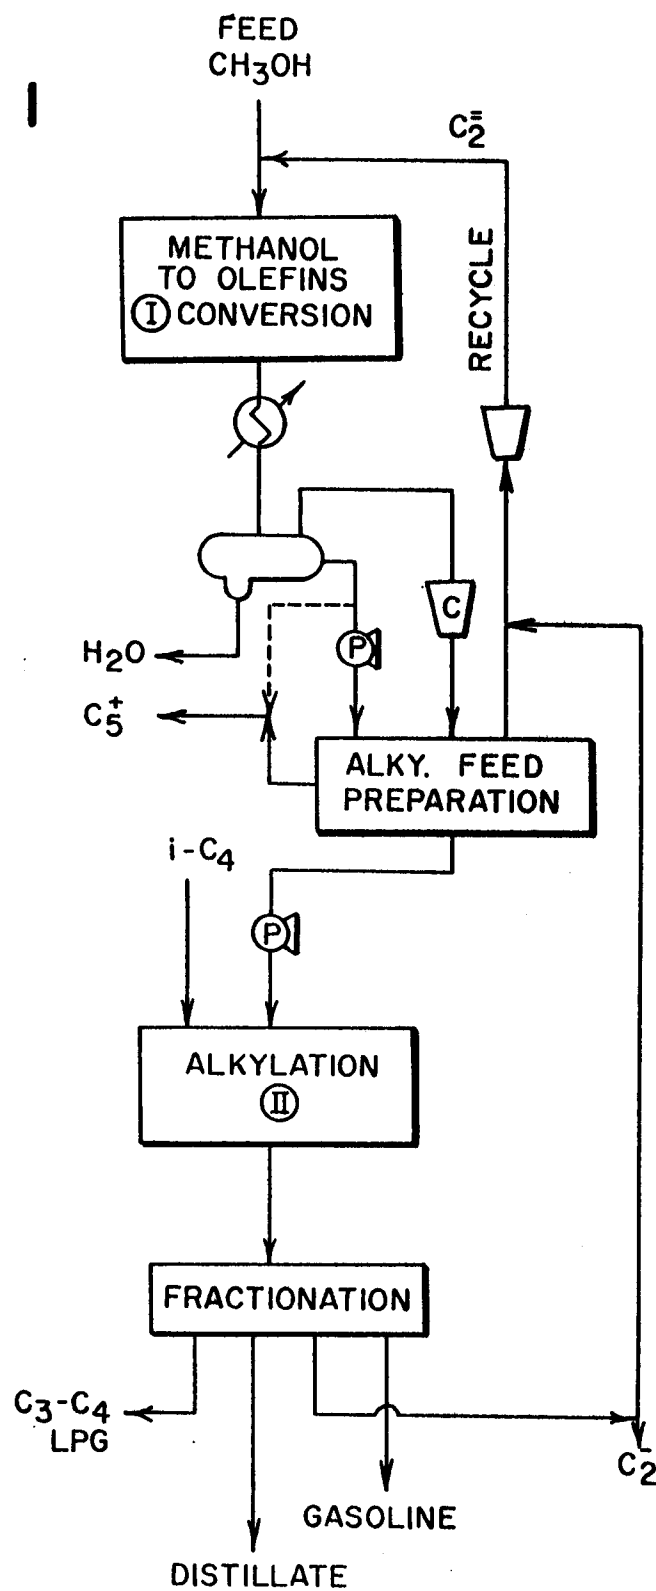 FEED
CH3OH
I
C2=
METHANOL
TO OLEFINS
I CONVERSION
RECYCLE
C
P
H2O
C5+
ALKY. FEED
PREPARATION
i-C4
P
ALKYLATION
II
FRACTIONATION
C3-C4
LPG
C2-
GASOLINE
DISTILLATE